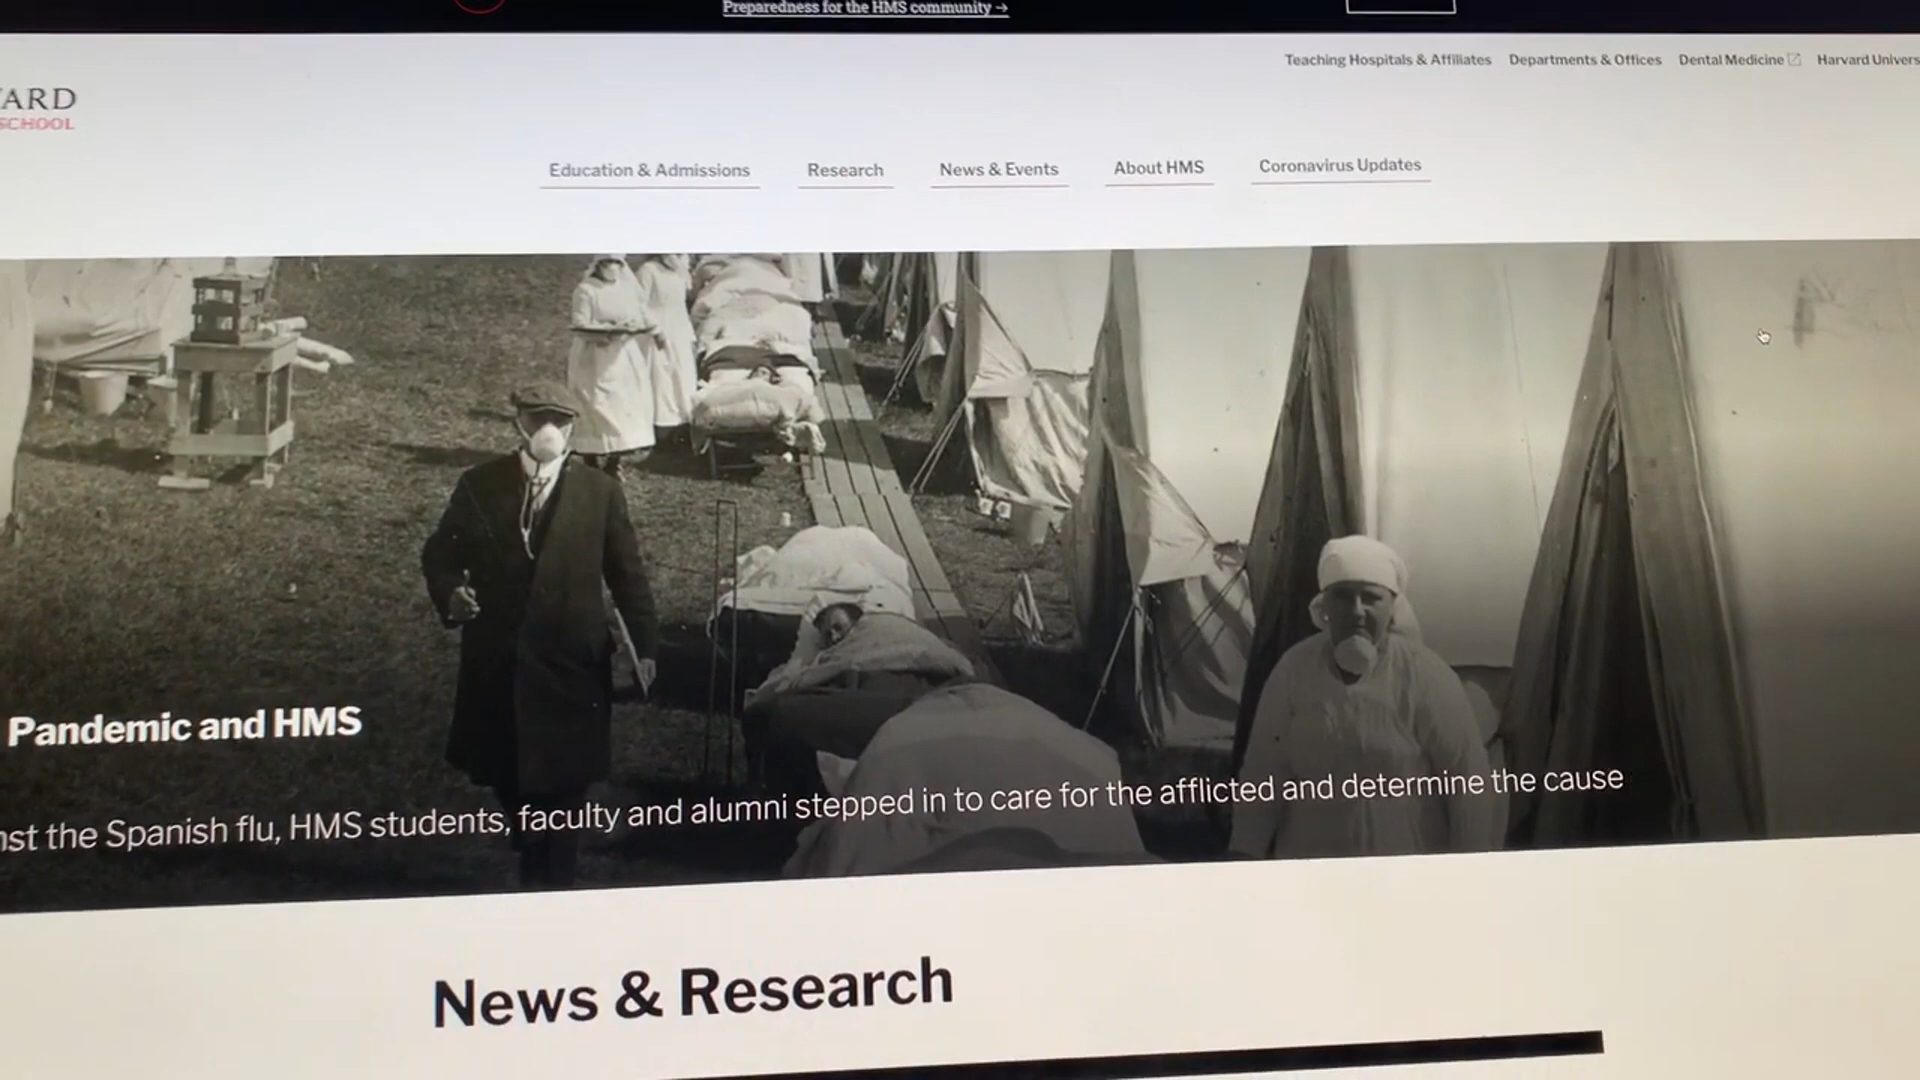 Preparedness for the HMS community →
Teaching Hospitals & Affiliates Departments & Offices Dental Medicine Harvard Univers
ARD
SCHOOL
Education & Admissions Research News & Events About HMS Coronavirus Updates
Pandemic and HMS
nst the Spanish flu, HMS students, faculty and alumni stepped in to care for the afflicted and determine the cause
News & Research